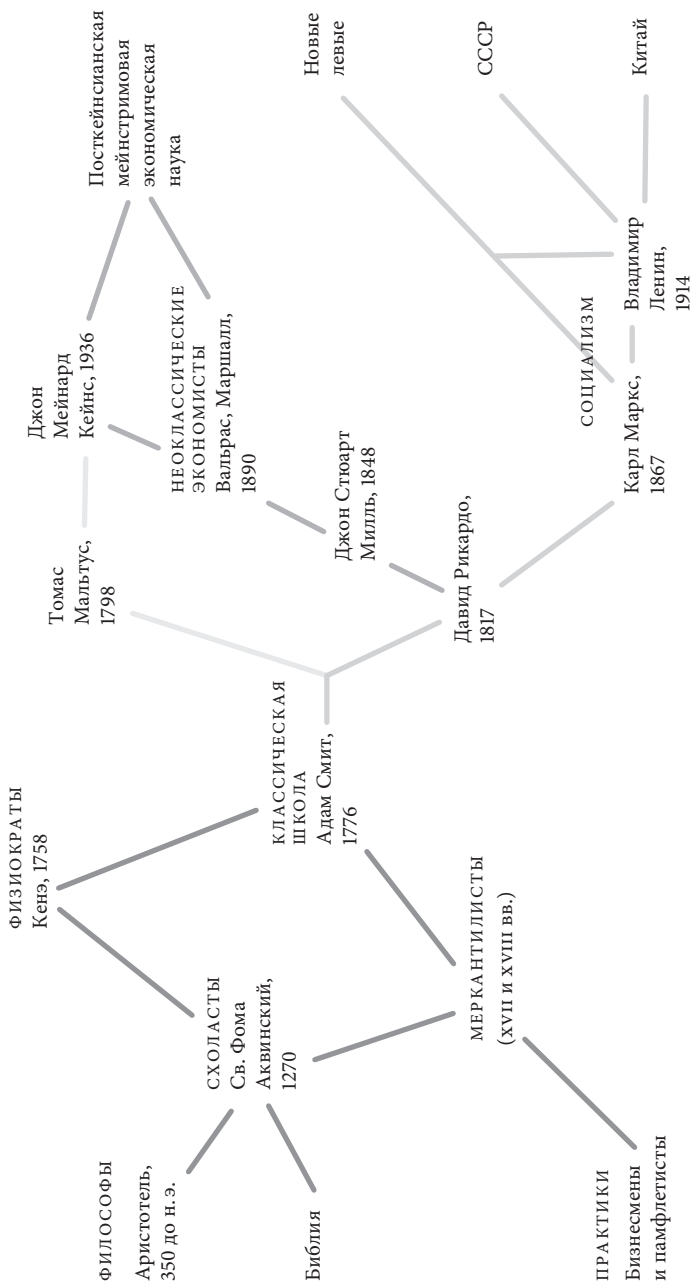 ФИЛОСОФЫ
Аристотель,
350 до н. э.
Библия
ПРАКТИКИ
Бизнесмены
и памфлетисты
СХОЛАСТЫ
Св. Фома
Аквинский,
1270
МЕРКАНТИЛИСТЫ
(XVII и XVIII вв.)
ФИЗИОКРАТЫ
Кенэ, 1758
КЛАССИЧЕСКАЯ
ШКОЛА
Адам Смит,
1776
Томас
Мальтус,
1798
Давид Рикардо,
1817
Джон Стюарт
Милль, 1848
НЕОКЛАССИЧЕСКИЕ
ЭКОНОМИСТЫ
Вальрас, Маршалл,
1890
Джон
Мейнард
Кейнс, 1936
Карл Маркс,
1867
СОЦИАЛИЗМ
Владимир
Ленин,
1914
Посткейнсианская
мейнстримовая
экономическая
наука
Новые
левые
СССР
Китай